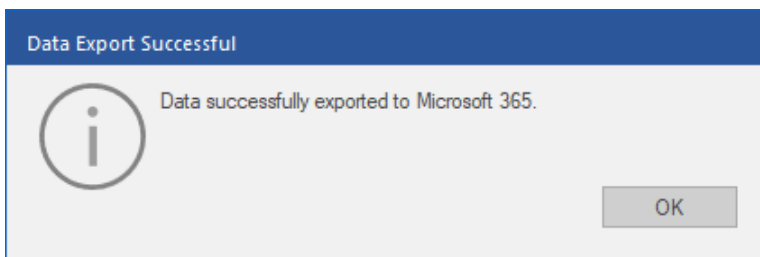 Data Export Successful
Data successfully exported to Microsoft 365.
OK